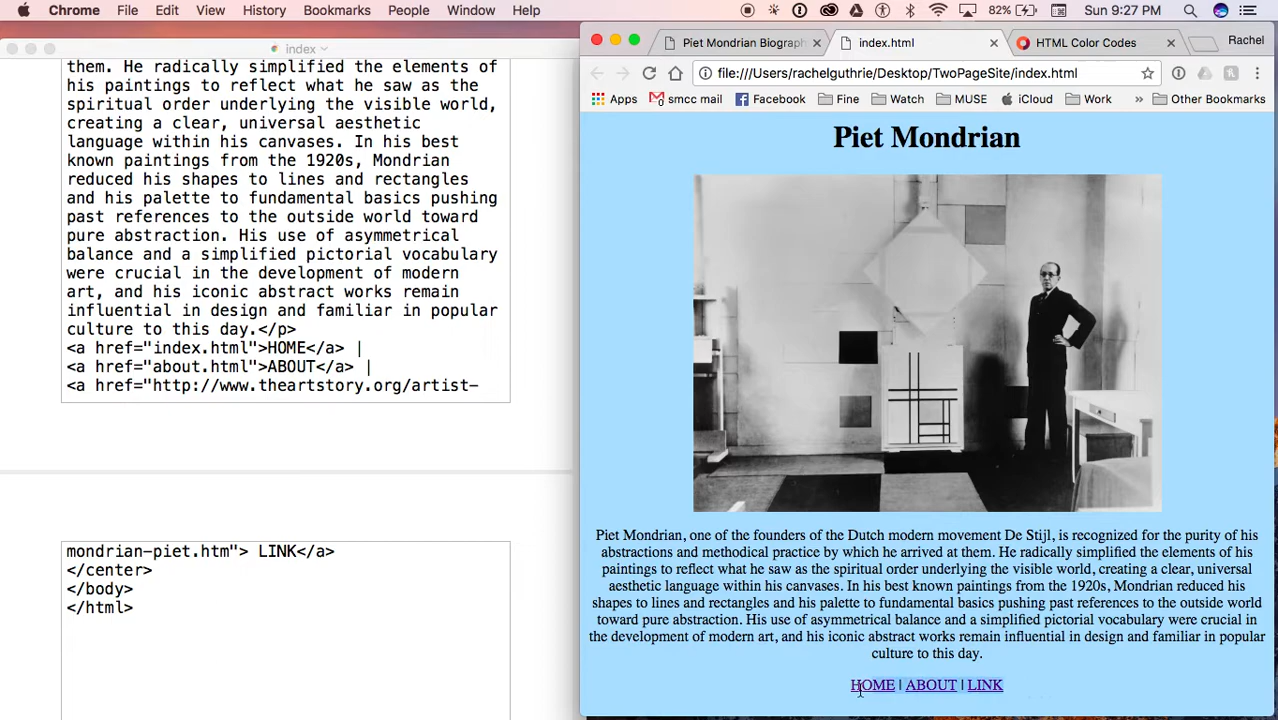 Chrome File Edit View History Bookmarks People Window Help 82% Sun 9:27 PM
index
them. He radically simplified the elements of
his paintings to reflect what he saw as the
spiritual order underlying the visible world,
creating a clear, universal aesthetic
language within his canvases. In his best
known paintings from the 1920s, Mondrian
reduced his shapes to lines and rectangles
and his palette to fundamental basics pushing
past references to the outside world toward
pure abstraction. His use of asymmetrical
balance and a simplified pictorial vocabulary
were crucial in the development of modern
art, and his iconic abstract works remain
influential in design and familiar in popular
culture to this day.</p>
<a href="index.html">HOME</a> |
<a href="about.html">ABOUT</a> |
<a href="http://www.theartstory.org/artist-
mondrian-piet.htm"> LINK</a>
</center>
</body>
</html>
Piet Mondrian Biograph index.html HTML Color Codes Rachel
file:///Users/rachelguthrie/Desktop/TwoPageSite/index.html
Apps smcc mail Facebook Fine Watch MUSE iCloud Work » Other Bookmarks
Piet Mondrian
Piet Mondrian, one of the founders of the Dutch modern movement De Stijl, is recognized for the purity of his
abstractions and methodical practice by which he arrived at them. He radically simplified the elements of his
paintings to reflect what he saw as the spiritual order underlying the visible world, creating a clear, universal
aesthetic language within his canvases. In his best known paintings from the 1920s, Mondrian reduced his
shapes to lines and rectangles and his palette to fundamental basics pushing past references to the outside world
toward pure abstraction. His use of asymmetrical balance and a simplified pictorial vocabulary were crucial in
the development of modern art, and his iconic abstract works remain influential in design and familiar in popular
culture to this day.
HOME | ABOUT | LINK